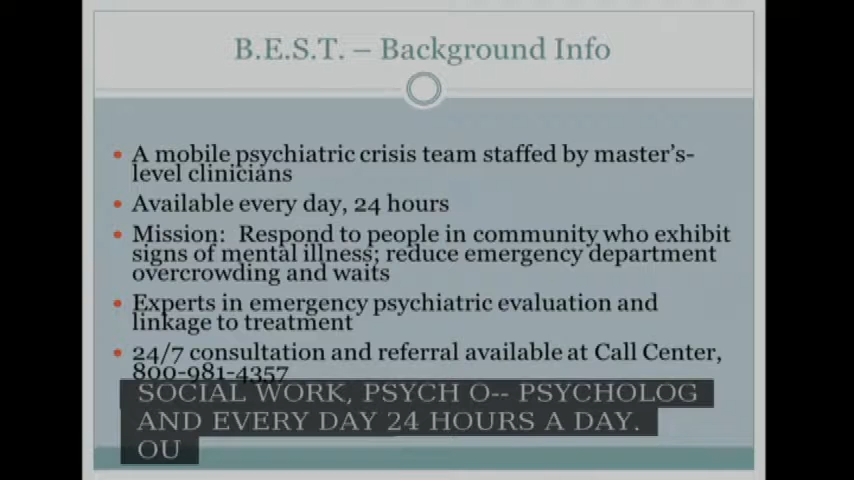 B.E.S.T. – Background Info
• A mobile psychiatric crisis team staffed by master's-
level clinicians
• Available every day, 24 hours
• Mission: Respond to people in community who exhibit
signs of mental illness; reduce emergency department
overcrowding and waits
• Experts in emergency psychiatric evaluation and
linkage to treatment
• 24/7 consultation and referral available at Call Center,
800-981-4357
SOCIAL WORK, PSYCH O-- PSYCHOLOG
AND EVERY DAY 24 HOURS A DAY.
OU